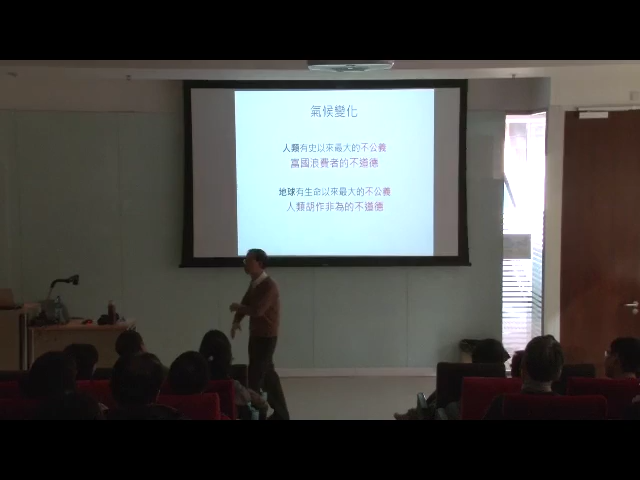 氣候變化
人類有史以來最大的不公義
富國浪費者的不道德
地球有生命以來最大的不公義
人類胡作非為的不道德